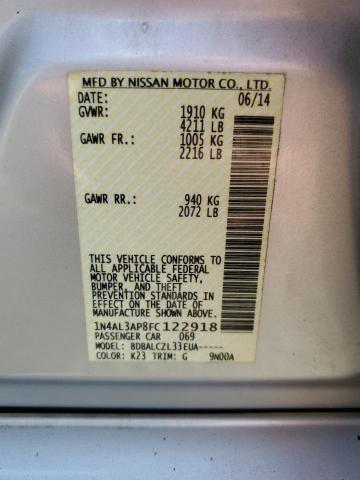 MFD BY NISSAN MOTOR CO., LTD.
DATE: 06/14
GVWR: 1910 KG
4211 LB
GAWR FR.: 1005 KG
2216 LB
GAWR RR.: 940 KG
2072 LB
THIS VEHICLE CONFORMS TO
ALL APPLICABLE FEDERAL
MOTOR VEHICLE SAFETY,
BUMPER, AND THEFT
PREVENTION STANDARDS
IN EFFECT ON THE DATE OF
MANUFACTURE SHOWN ABOVE.
1N4AL3AP8FC122918
PASSENGER CAR 069
MODEL: BDBALCZL33EUA-----
COLOR: K23 TRIM: G 9N00A